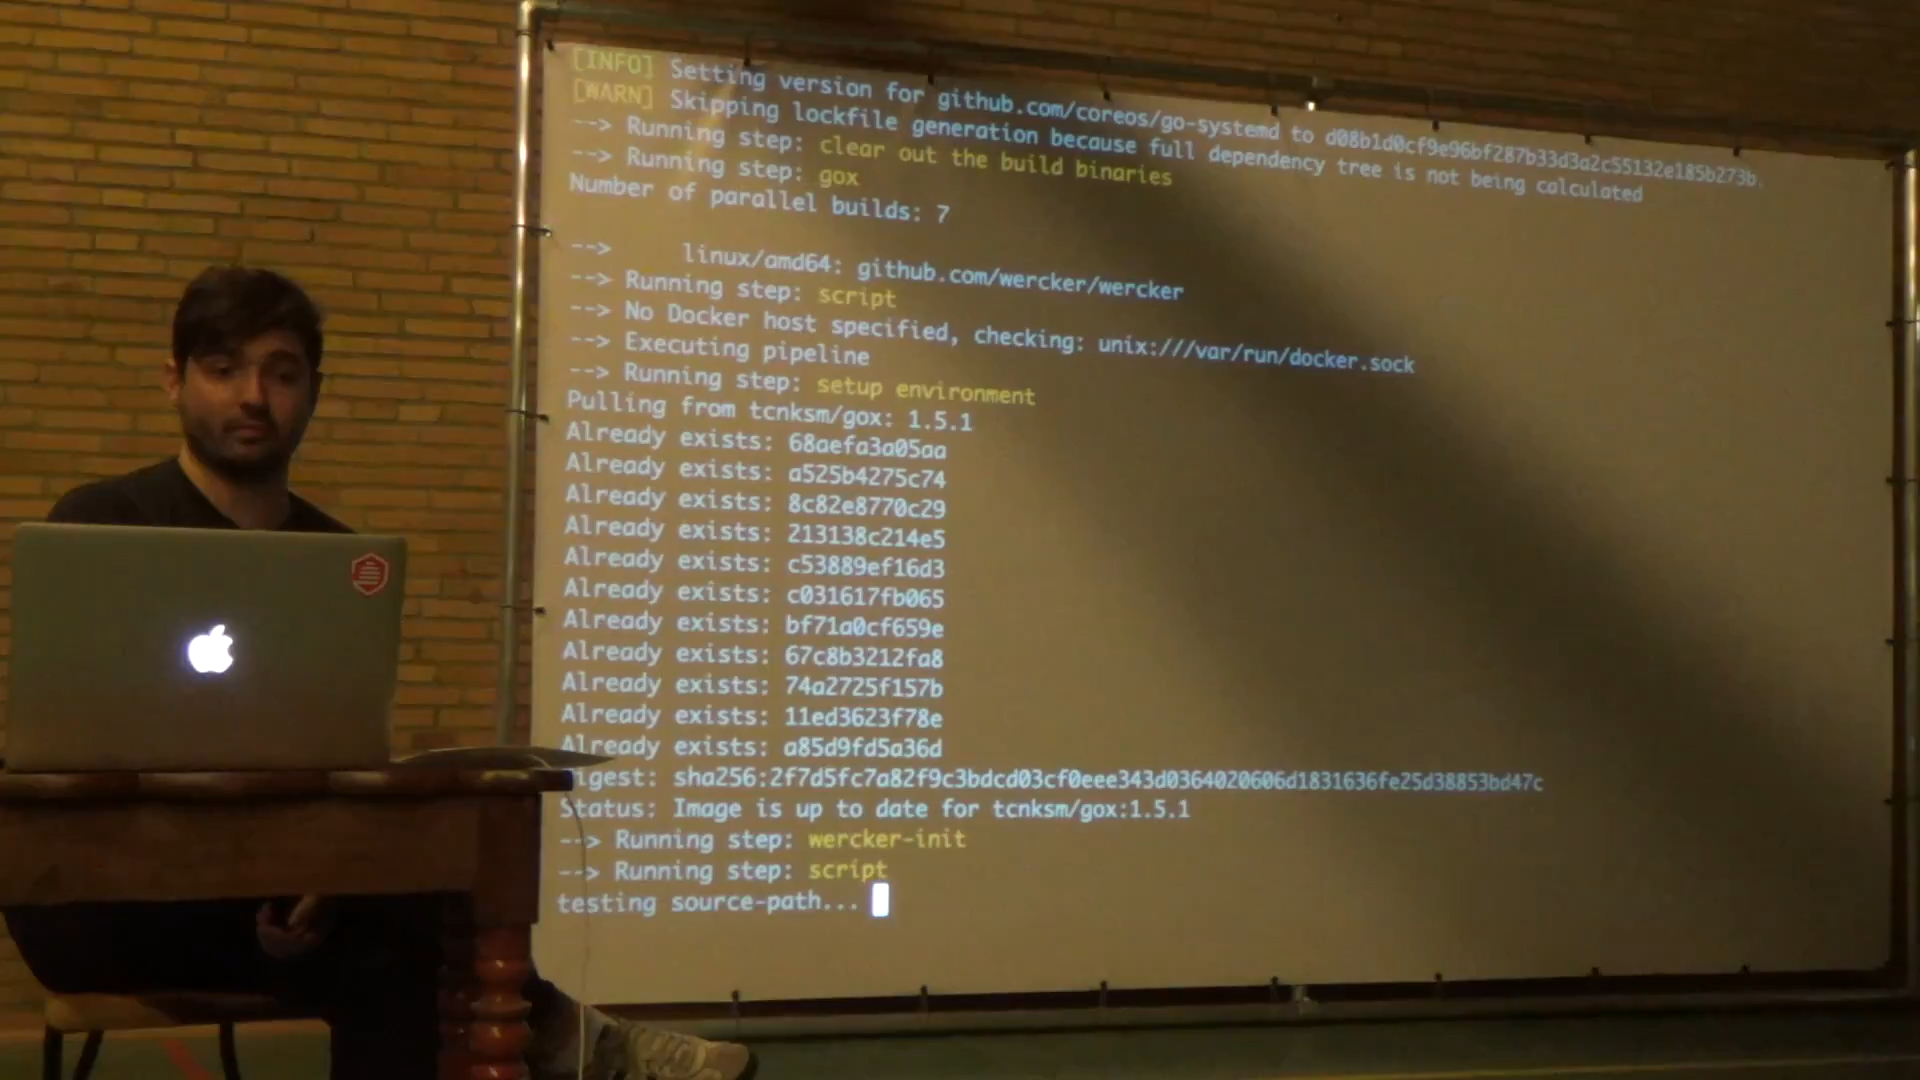 [INFO] Setting version for github.com/coreos/go-systemd to d08b1d0cf9e96bf287b33d3a2c55132e185b273b.
[WARN] Skipping lockfile generation because full dependency tree is not being calculated
--> Running step: clear out the build binaries
--> Running step: gox
Number of parallel builds: 7
--> linux/amd64: github.com/wercker/wercker
--> Running step: script
--> No Docker host specified, checking: unix:///var/run/docker.sock
--> Executing pipeline
--> Running step: setup environment
Pulling from tcnksm/gox: 1.5.1
Already exists: 68aefa3a05aa
Already exists: a525b4275c74
Already exists: 8c82e8770c29
Already exists: 213138c214e5
Already exists: c53889ef16d3
Already exists: c031617fb065
Already exists: bf71a0cf659e
Already exists: 67c8b3212fa8
Already exists: 74a2725f157b
Already exists: 11ed3623f78e
Already exists: a85d9fd5a36d
igest: sha256:2f7d5fc7a82f9c3bdcd03cf0eee343d0364020606d1831636fe25d38853bd47c
Status: Image is up to date for tcnksm/gox:1.5.1
--> Running step: wercker-init
--> Running step: script
testing source-path...